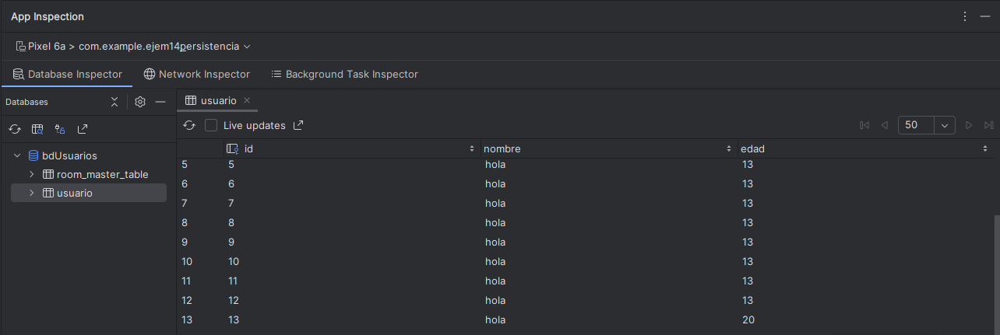 App Inspection
Pixel 6a > com.example.ejem14persistencia
Database Inspector Network Inspector Background Task Inspector
Databases
usuario
Live updates 50
bdUsuarios
room_master_table
usuario
id nombre edad
5 5 hola 13
6 6 hola 13
7 7 hola 13
8 8 hola 13
9 9 hola 13
10 10 hola 13
11 11 hola 13
12 12 hola 13
13 13 hola 20